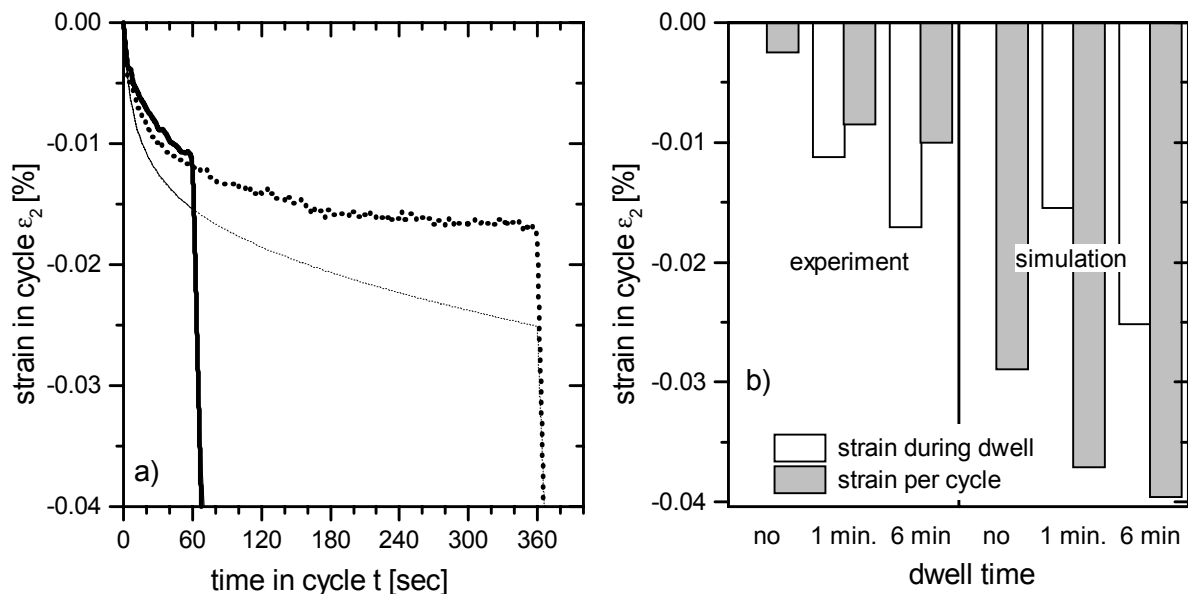 0.00
-0.01
-0.02
-0.03
-0.04
strain in cycle ε2 [%]
a)
0 60 120 180 240 300 360
time in cycle t [sec]
0.00
-0.01
-0.02
-0.03
-0.04
strain in cycle ε2 [%]
experiment
simulation
b)
strain during dwell
strain per cycle
no 1 min. 6 min no 1 min. 6 min
dwell time